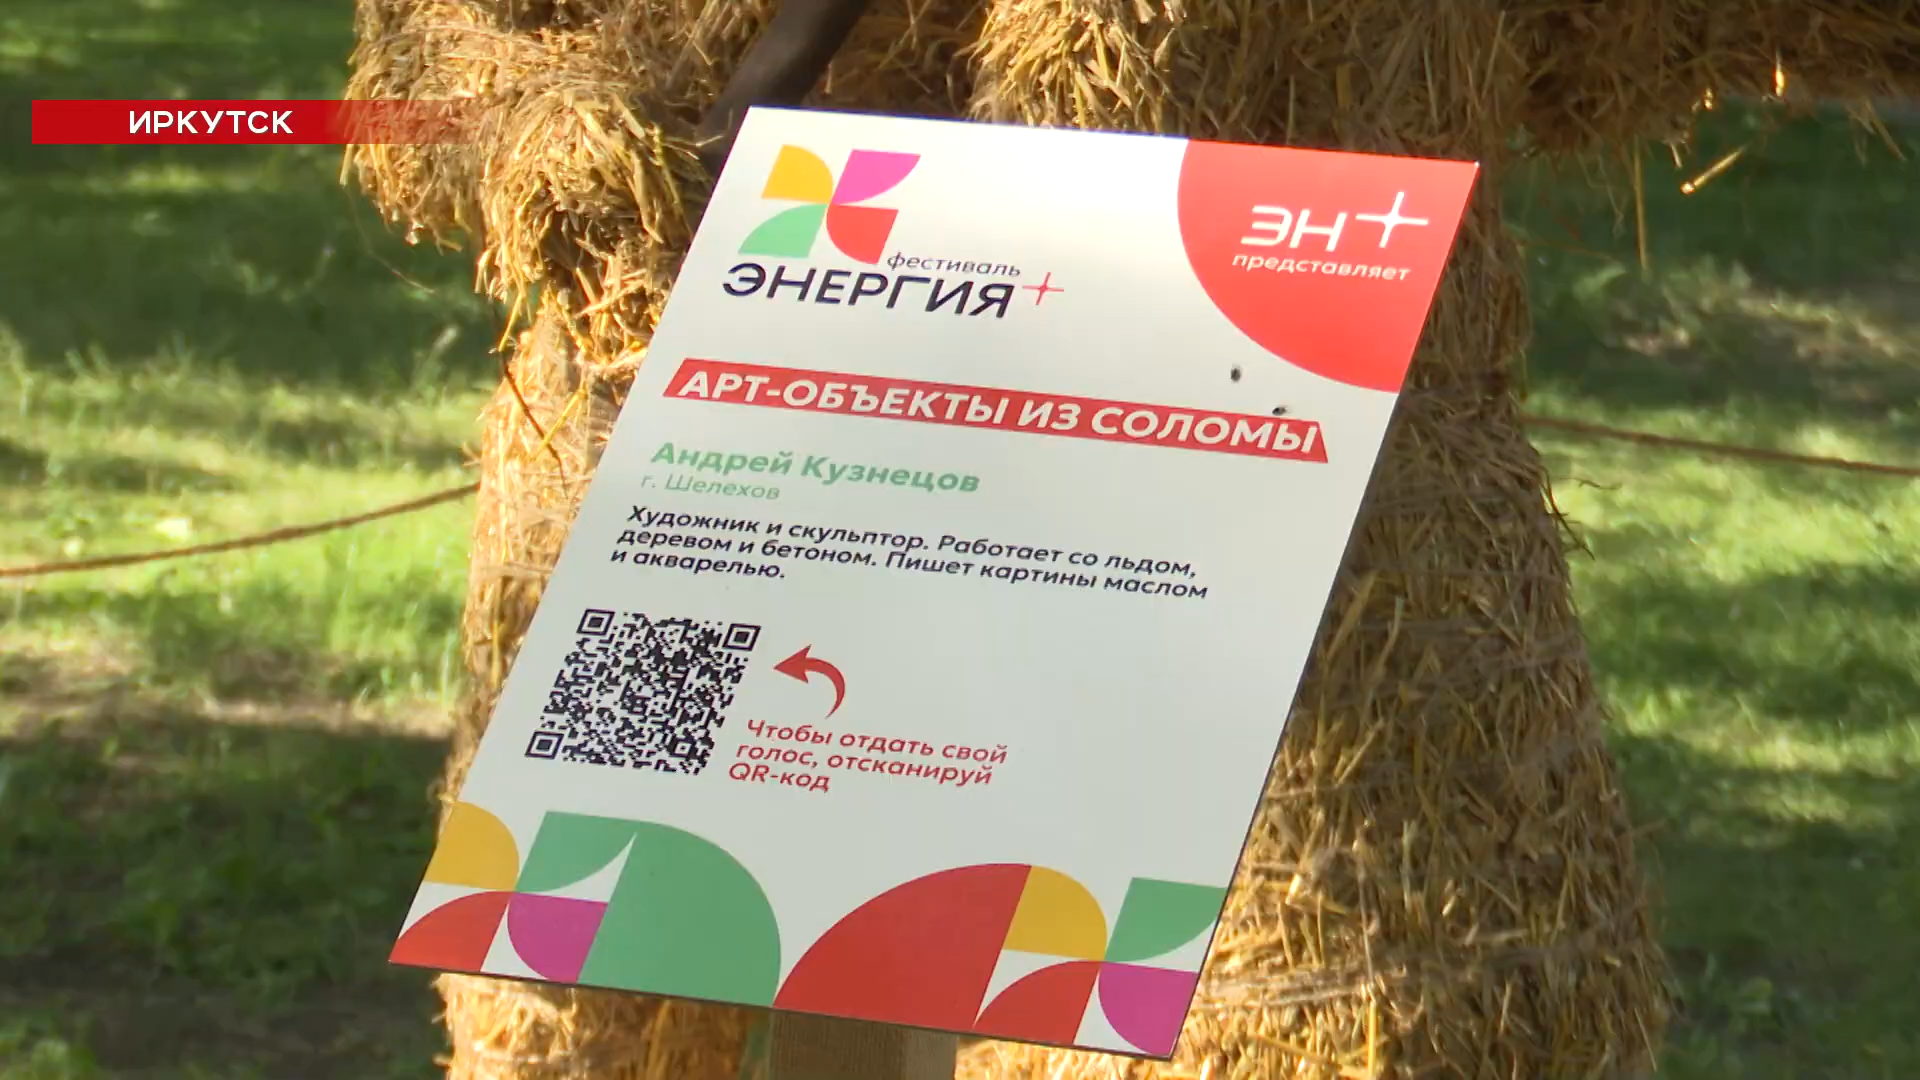 ИРКУТСК
фестиваль
ЭНЕРГИЯ+
ЭН+
представляет
АРТ-ОБЪЕКТЫ ИЗ СОЛОМЫ
Андрей Кузнецов
г. Шелехов
Художник и скульптор. Работает со льдом,
деревом и бетоном. Пишет картины маслом
и акварелью.
Чтобы отдать свой
голос, отсканируй
QR-код